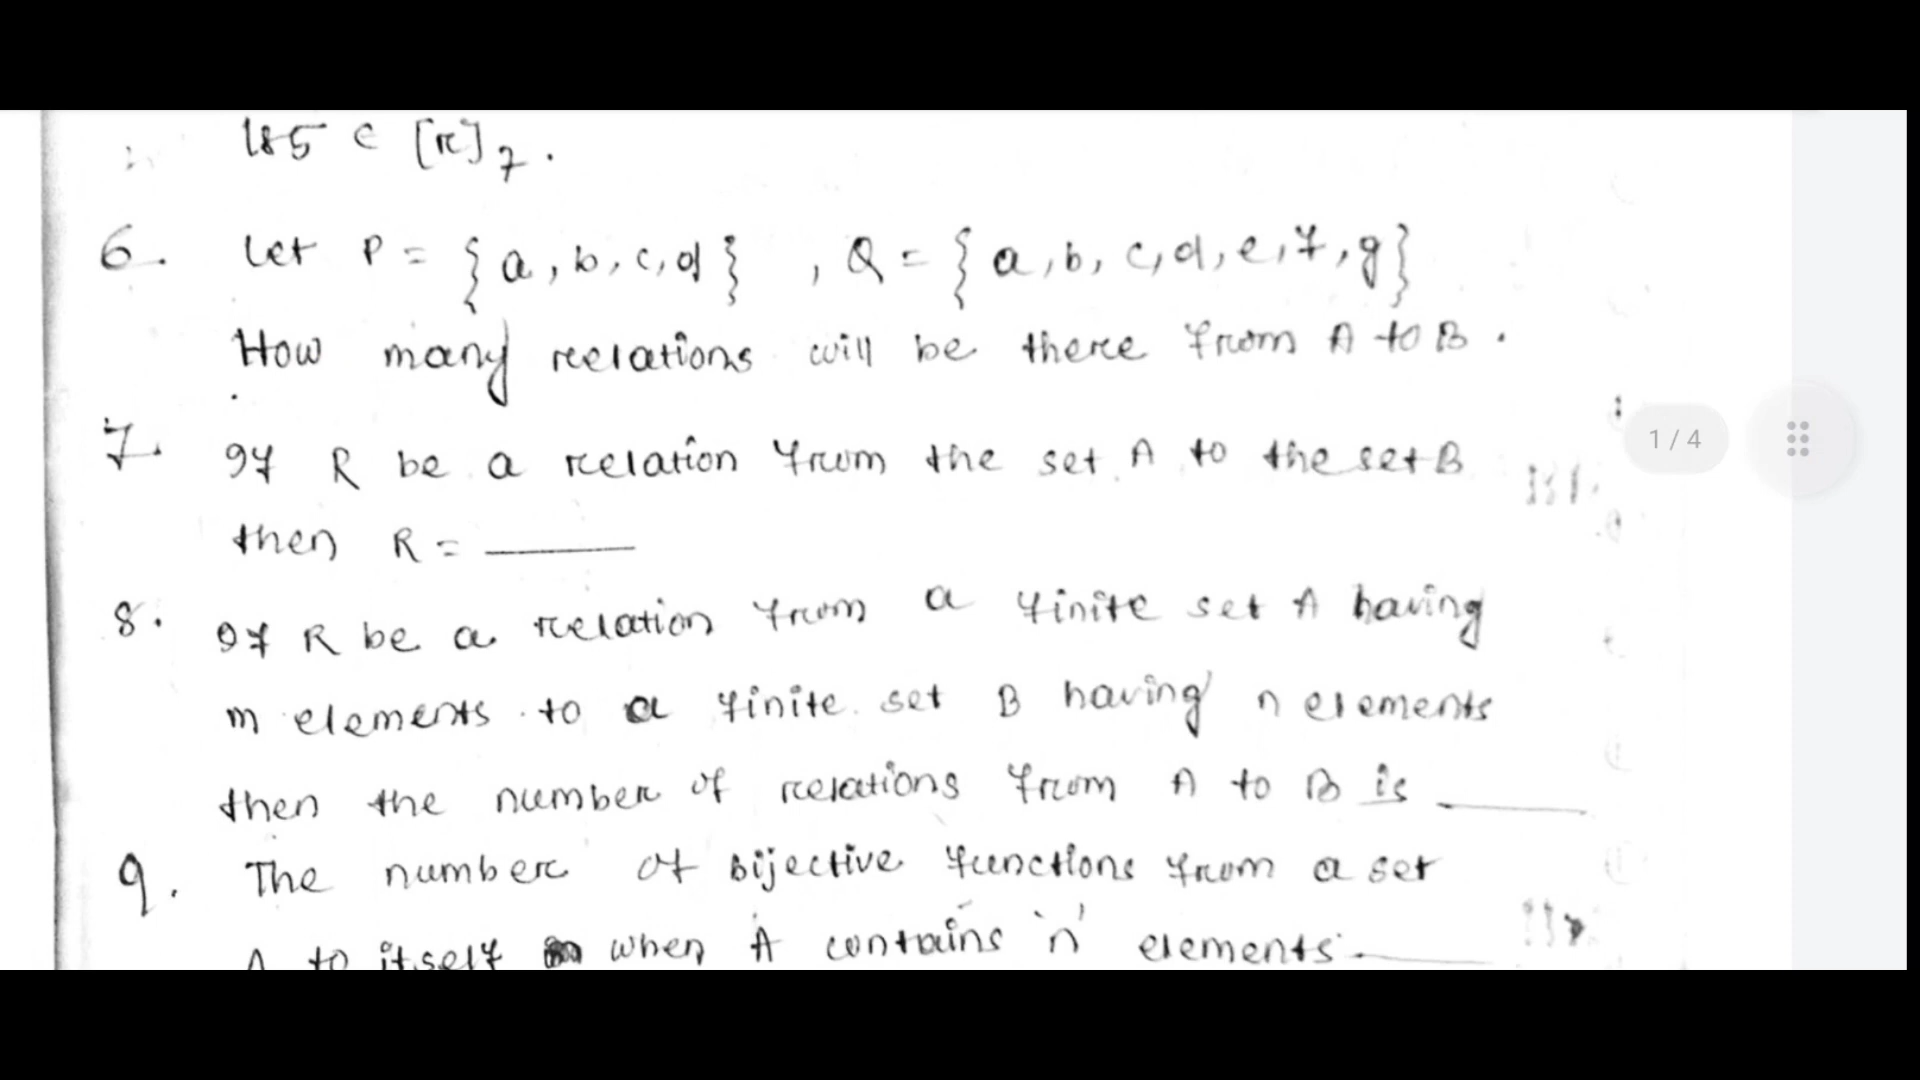 185 ∈ [r]₇.
6. Let P = {a, b, c, d} , Q = {a, b, c, d, e, f, g}
How many relations will be there from A to B.
7. If R be a relation from the set A to the set B
then R = ______
8. If R be a relation from a finite set A having
m elements to a finite set B having n elements
then the number of relations from A to B is ______
9. The number of bijective functions from a set
A to itself when A contains 'n' elements. ______
1 / 4